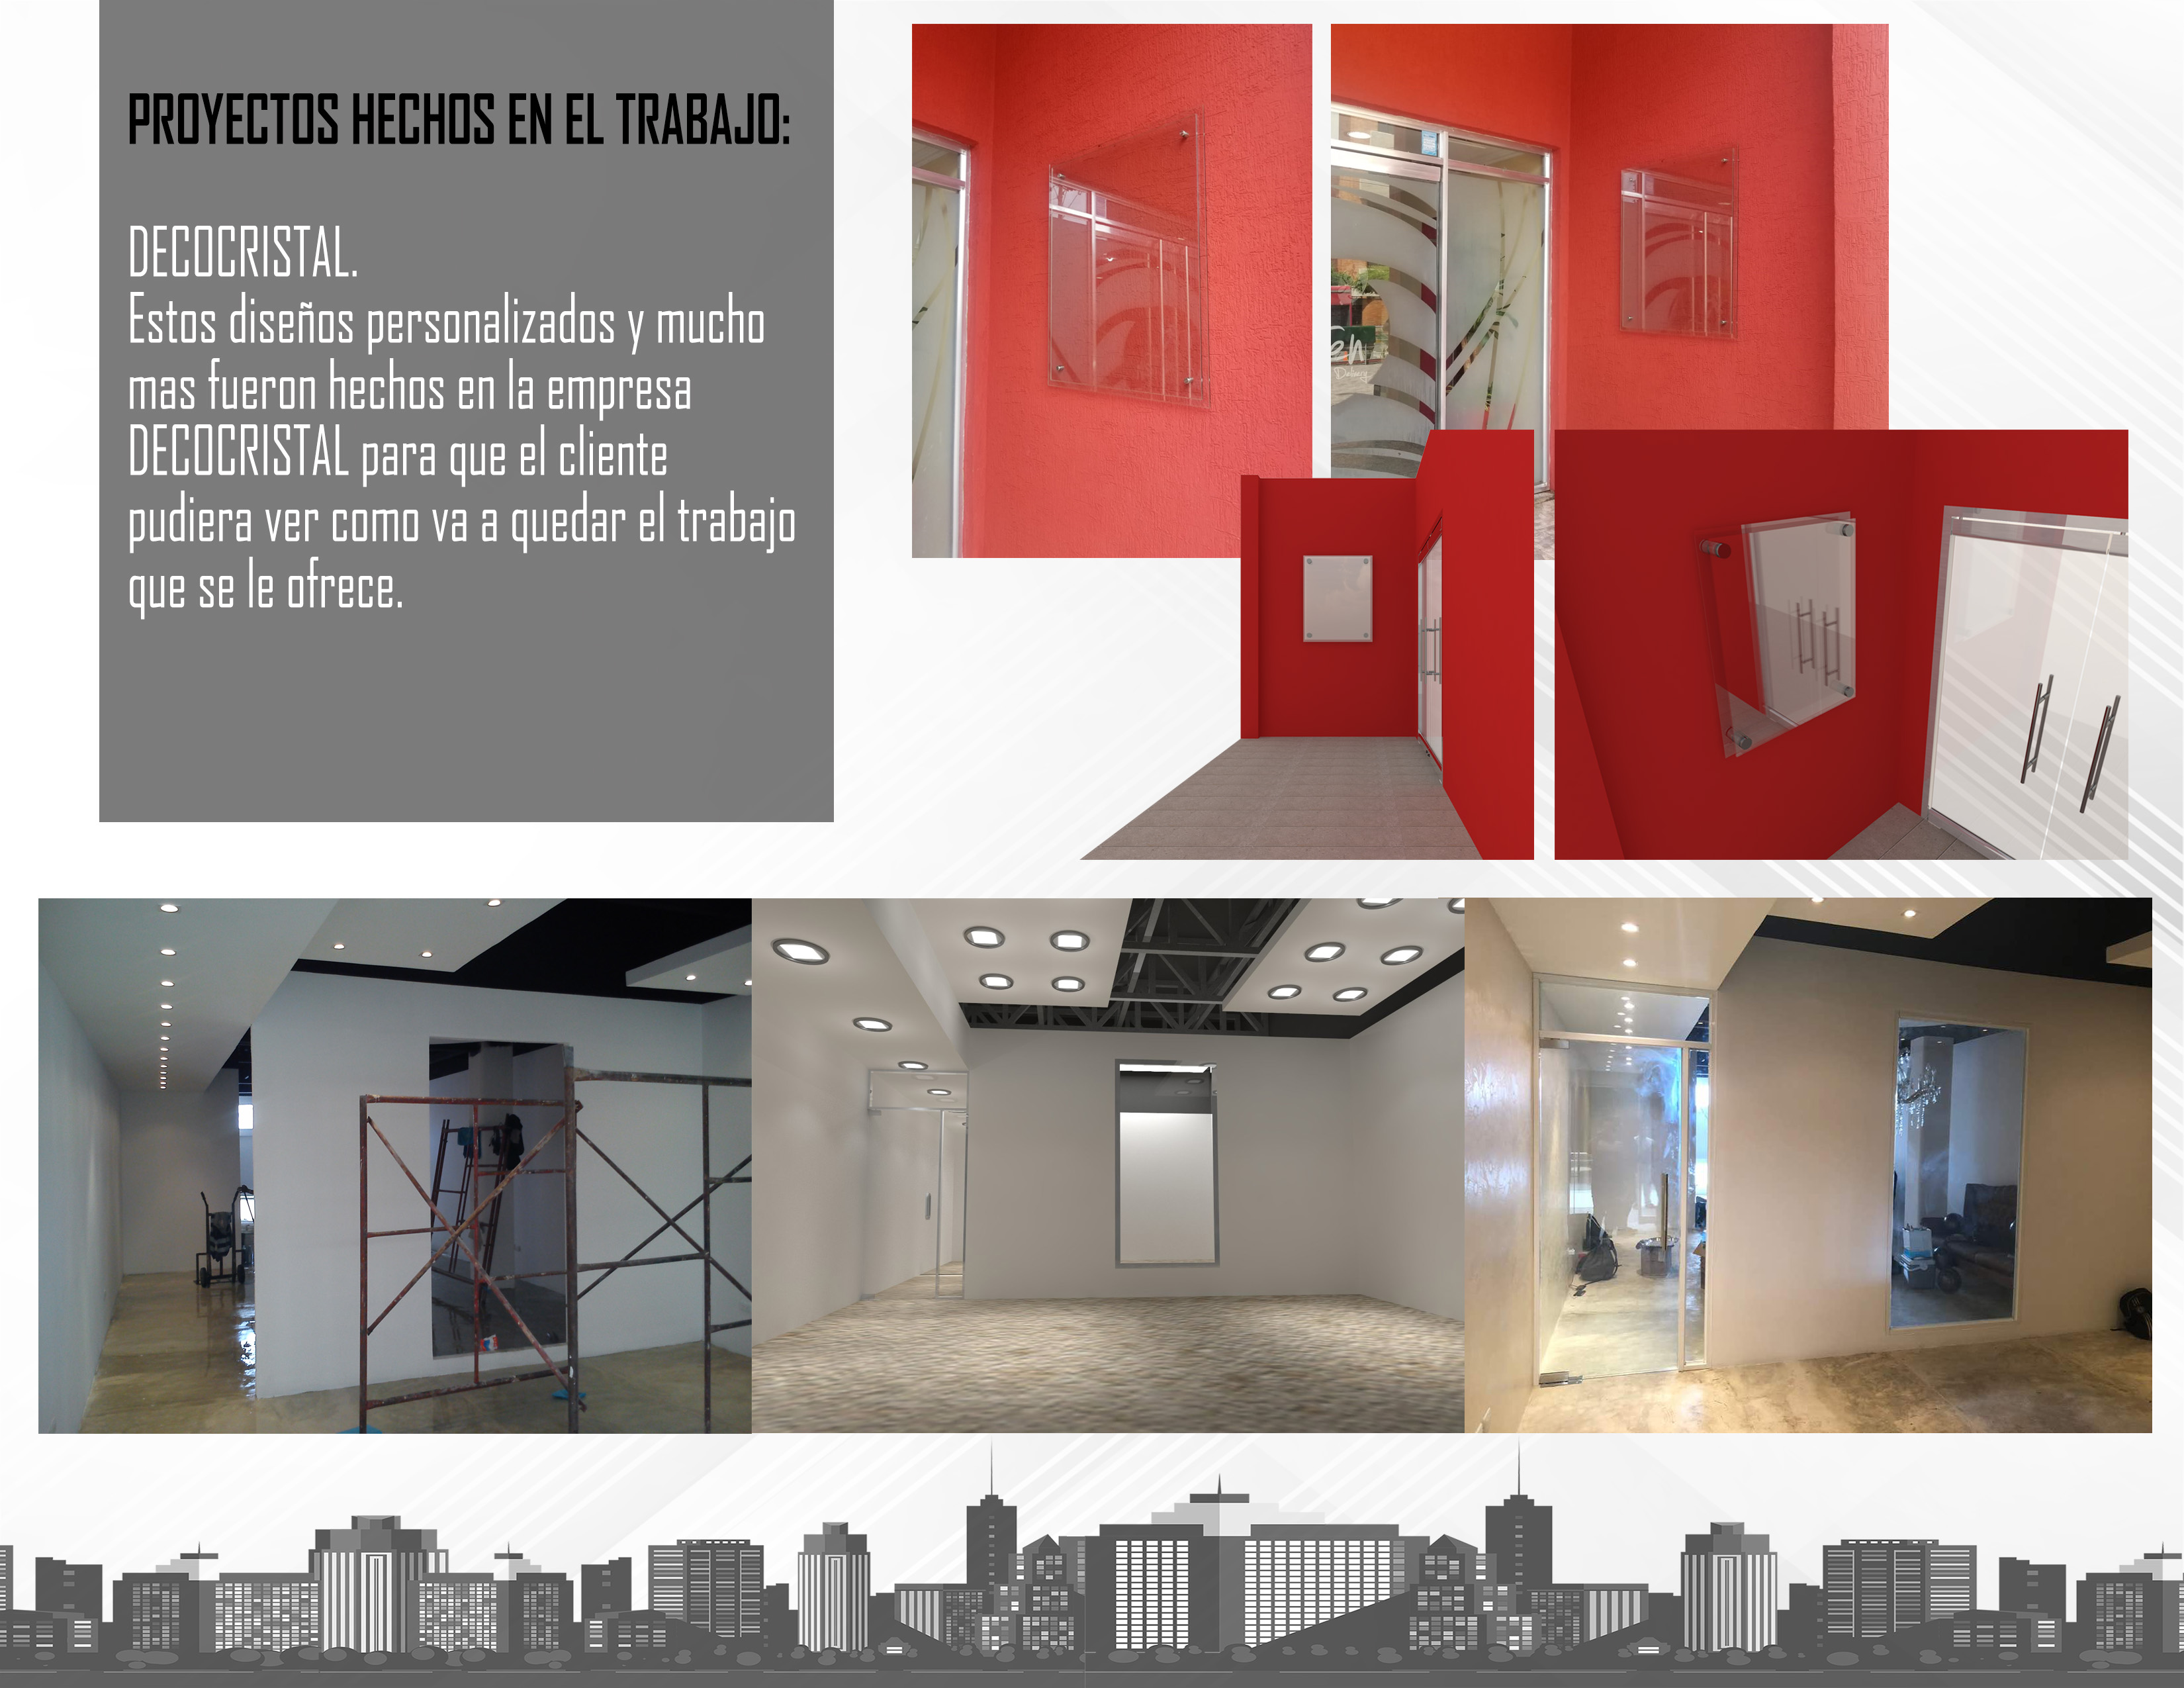 PROYECTOS HECHOS EN EL TRABAJO:
DECOCRISTAL.
Estos diseños personalizados y mucho
mas fueron hechos en la empresa
DECOCRISTAL para que el cliente
pudiera ver como va a quedar el trabajo
que se le ofrece.
Delivery